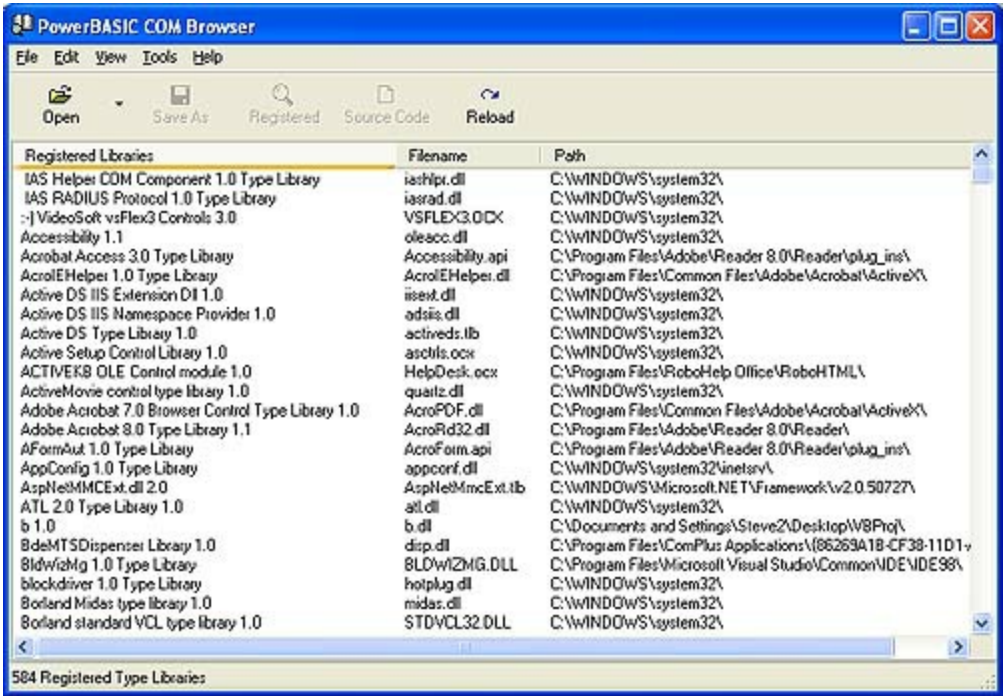 PowerBASIC COM Browser
File Edit View Tools Help
Open Save As Registered Source Code Reload
Registered Libraries Filename Path
IAS Helper COM Component 1.0 Type Library iashlpr.dll C:\WINDOWS\system32\
IAS RADIUS Protocol 1.0 Type Library iasrad.dll C:\WINDOWS\system32\
:-) VideoSoft vsFlex3 Controls 3.0 VSFLEX3.OCX C:\WINDOWS\system32\
Accessibility 1.1 oleacc.dll C:\WINDOWS\system32\
Acrobat Access 3.0 Type Library Accessibility.api C:\Program Files\Adobe\Reader 8.0\Reader\plug_ins\
AcroIEHelper 1.0 Type Library AcroIEHelper.dll C:\Program Files\Common Files\Adobe\Acrobat\ActiveX\
Active DS IIS Extension Dll 1.0 iisext.dll C:\WINDOWS\system32\
Active DS IIS Namespace Provider 1.0 adsiis.dll C:\WINDOWS\system32\
Active DS Type Library 1.0 activeds.tlb C:\WINDOWS\system32\
Active Setup Control Library 1.0 asctrls.ocx C:\WINDOWS\system32\
ACTIVEKB OLE Control module 1.0 HelpDesk.ocx C:\Program Files\RoboHelp Office\RoboHTML\
ActiveMovie control type library 1.0 quartz.dll C:\WINDOWS\system32\
Adobe Acrobat 7.0 Browser Control Type Library 1.0 AcroPDF.dll C:\Program Files\Common Files\Adobe\Acrobat\ActiveX\
Adobe Acrobat 8.0 Type Library 1.1 AcroRd32.dll C:\Program Files\Adobe\Reader 8.0\Reader\
AFormAut 1.0 Type Library AcroForm.api C:\Program Files\Adobe\Reader 8.0\Reader\plug_ins\
AppConfig 1.0 Type Library appconf.dll C:\WINDOWS\system32\inetsrv\
AspNetMMCExt.dll 2.0 AspNetMmcExt.tlb C:\WINDOWS\Microsoft.NET\Framework\v2.0.50727\
ATL 2.0 Type Library 1.0 atl.dll C:\WINDOWS\system32\
b 1.0 b.dll C:\Documents and Settings\Steve2\Desktop\VBProj\
BdeMTSDispenser Library 1.0 disp.dll C:\Program Files\ComPlus Applications\{86269A1B-CF38-11D1-
BldWizMg 1.0 Type Library BLDWIZMG.DLL C:\Program Files\Microsoft Visual Studio\Common\IDE\IDE98\
blockdriver 1.0 Type Library hotplug.dll C:\WINDOWS\system32\
Borland Midas type library 1.0 midas.dll C:\WINDOWS\system32\
Borland standard VCL type library 1.0 STDVCL32.DLL C:\WINDOWS\system32\
584 Registered Type Libraries